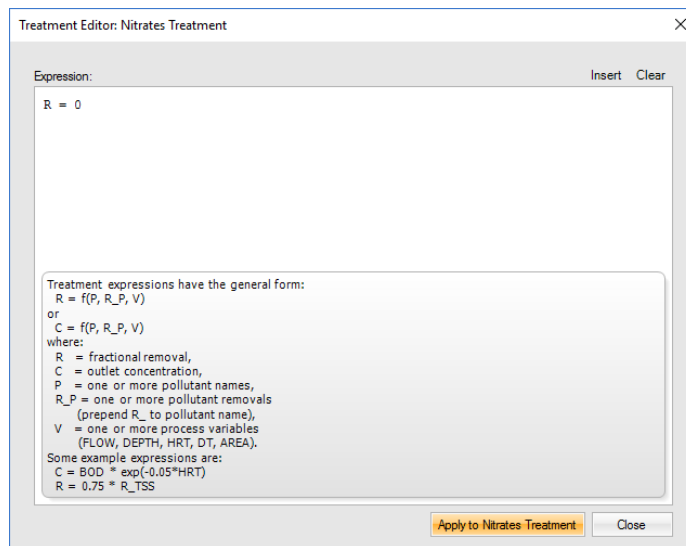 Treatment Editor: Nitrates Treatment
Expression:
Insert Clear
R = 0
Treatment expressions have the general form:
R = f(P, R_P, V)
or
C = f(P, R_P, V)
where:
R = fractional removal,
C = outlet concentration,
P = one or more pollutant names,
R_P = one or more pollutant removals
(prepend R_ to pollutant name),
V = one or more process variables
(FLOW, DEPTH, HRT, DT, AREA).
Some example expressions are:
C = BOD * exp(-0.05*HRT)
R = 0.75 * R_TSS
Apply to Nitrates Treatment
Close